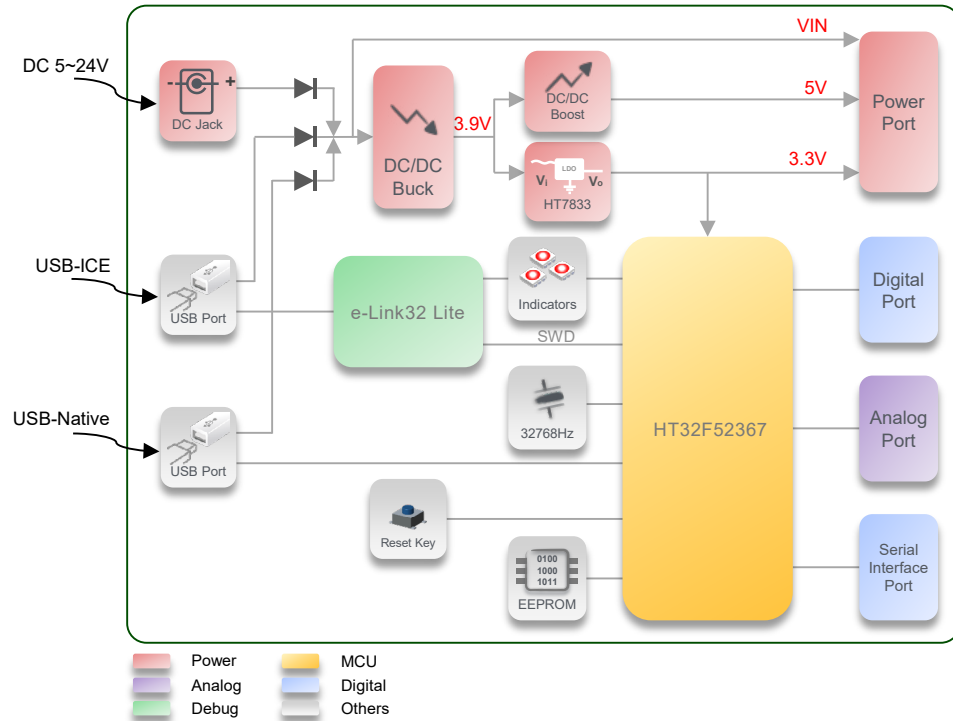 VIN
DC 5~24V
DC Jack
DC/DC
Buck
3.9V
DC/DC
Boost
5V
Power
Port
LDO
Vi
Vo
HT7833
3.3V
USB-ICE
USB Port
e-Link32 Lite
Indicators
SWD
Digital
Port
USB-Native
USB Port
32768Hz
HT32F52367
Analog
Port
Reset Key
0100
1000
1011
EEPROM
Serial
Interface
Port
Power
MCU
Analog
Digital
Debug
Others